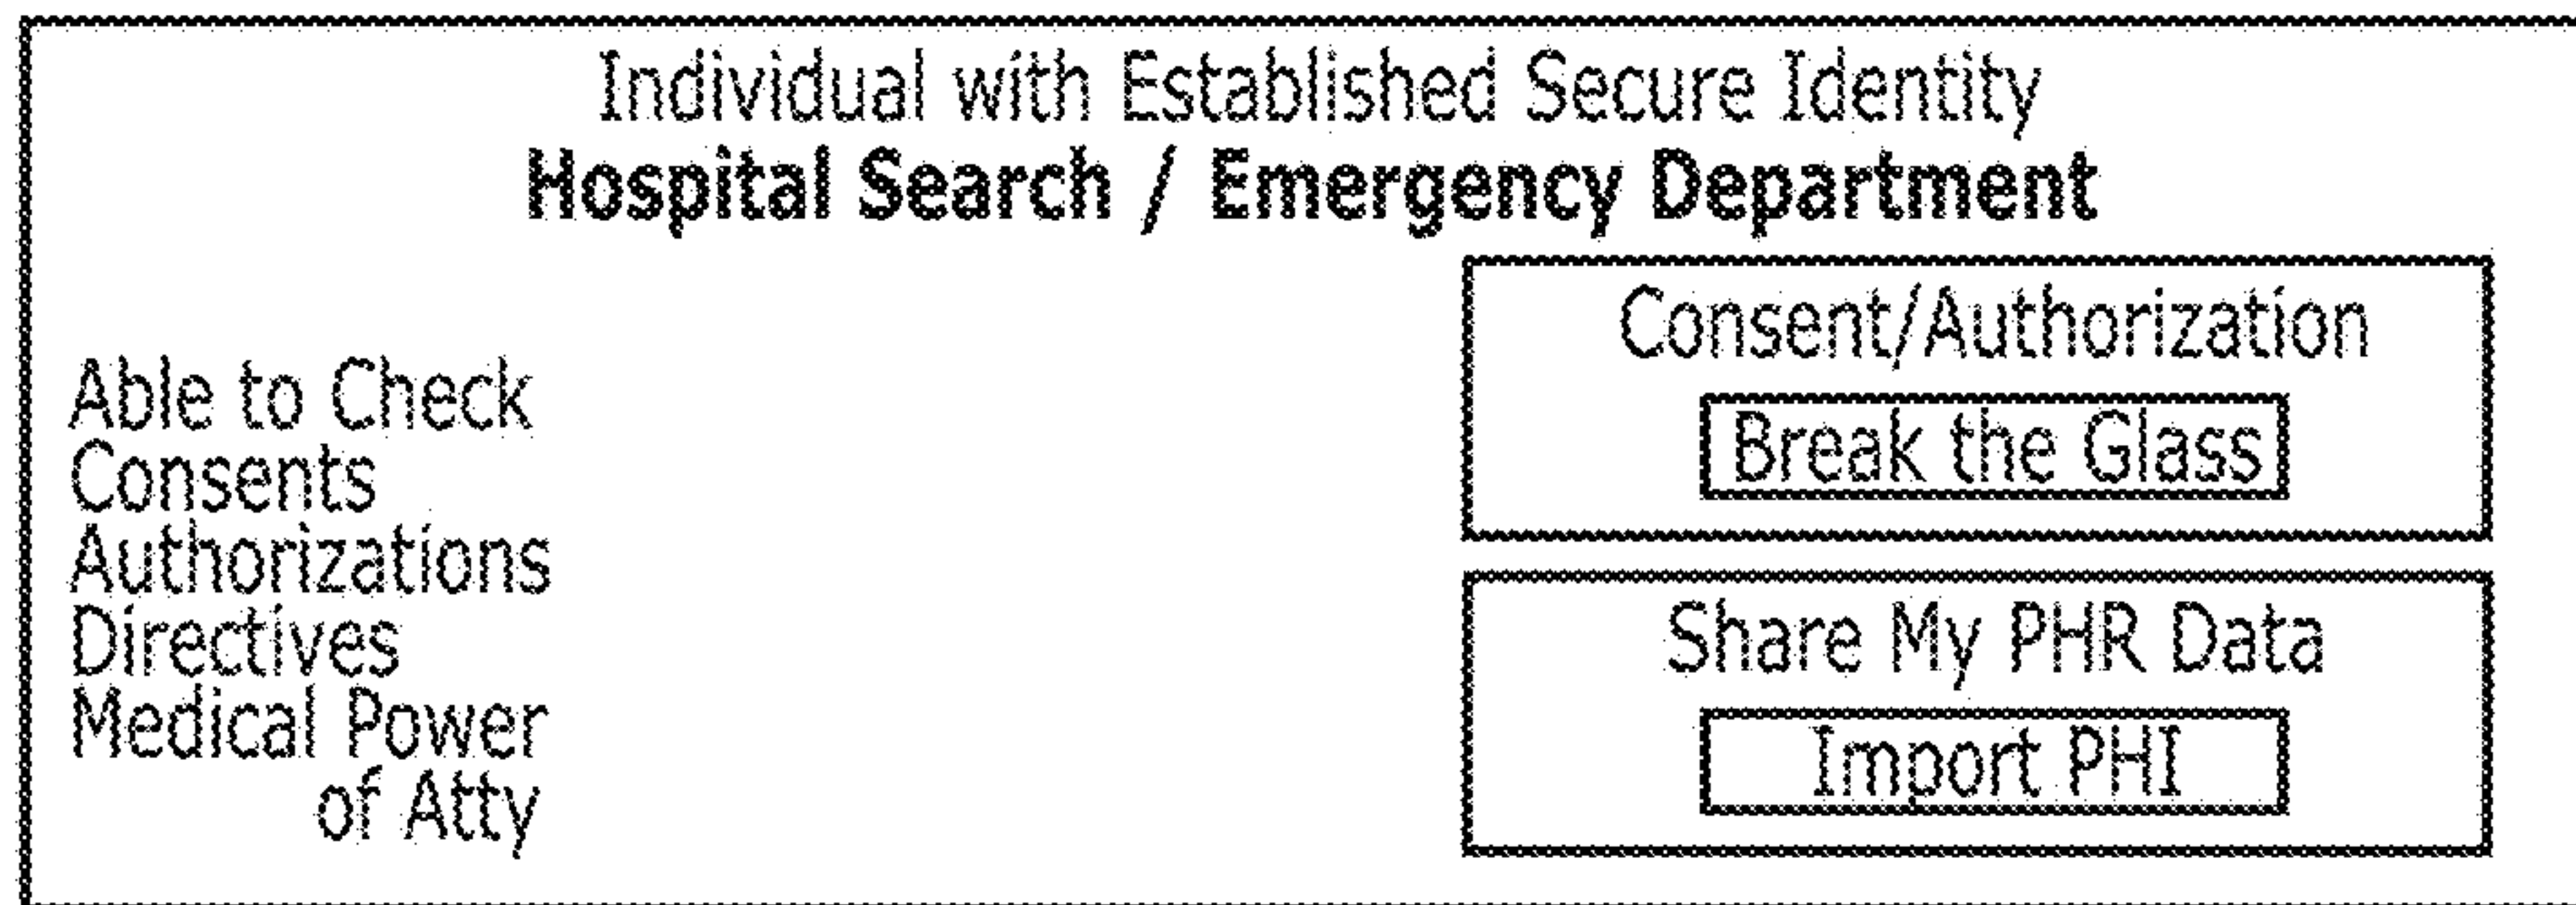 Individual with Established Secure Identity
Hospital Search / Emergency Department
Able to Check
Consents
Authorizations
Directives
Medical Power
of Atty
Consent/Authorization
Break the Glass
Share My PHR Data
Import PHI